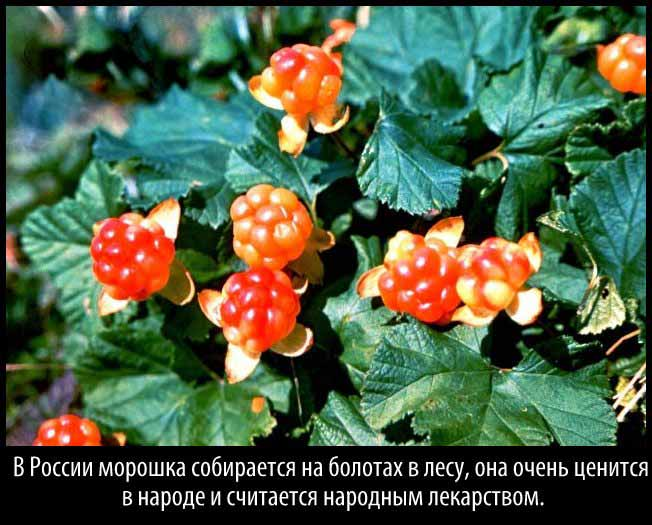 В России морошка собирается на болотах в лесу, она очень ценится
в народе и считается народным лекарством.